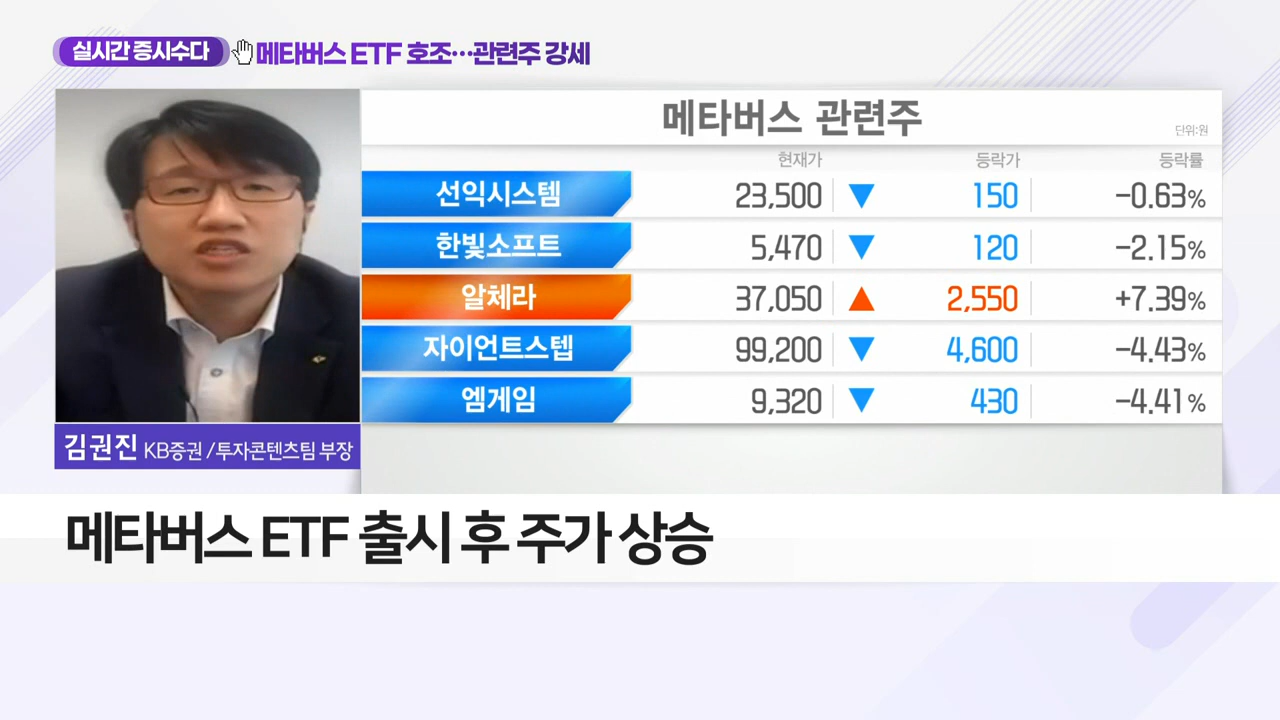 실시간 증시수다 메타버스 ETF 호조…관련주 강세
메타버스 관련주
단위:원
현재가 등락가 등락률
선익시스템 23,500 ▼ 150 -0.63%
한빛소프트 5,470 ▼ 120 -2.15%
알체라 37,050 ▲ 2,550 +7.39%
자이언트스텝 99,200 ▼ 4,600 -4.43%
엠게임 9,320 ▼ 430 -4.41%
김권진 KB증권 / 투자콘텐츠팀 부장
메타버스 ETF 출시 후 주가 상승